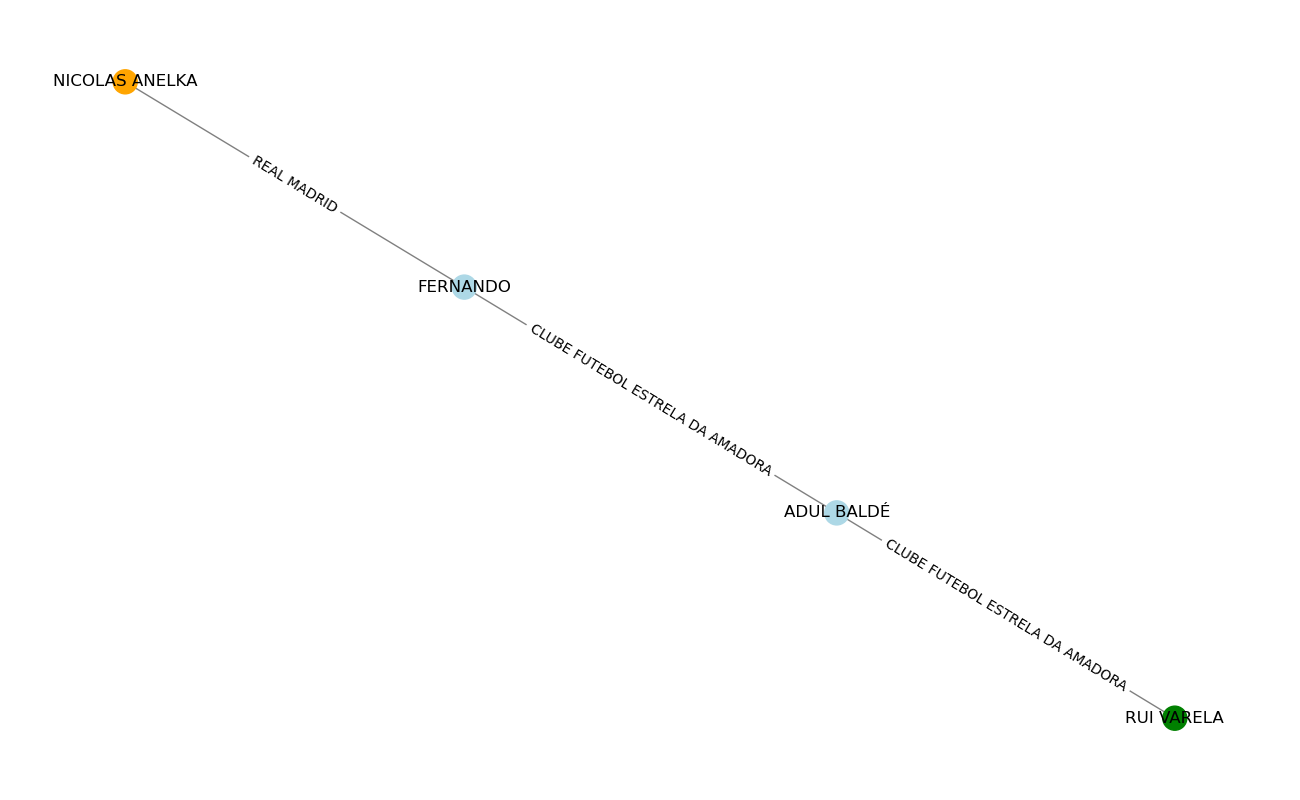 NICOLAS ANELKA
REAL MADRID
FERNANDO
CLUBE FUTEBOL ESTRELA DA AMADORA
ADUL BALDÉ
CLUBE FUTEBOL ESTRELA DA AMADORA
RUI VARELA